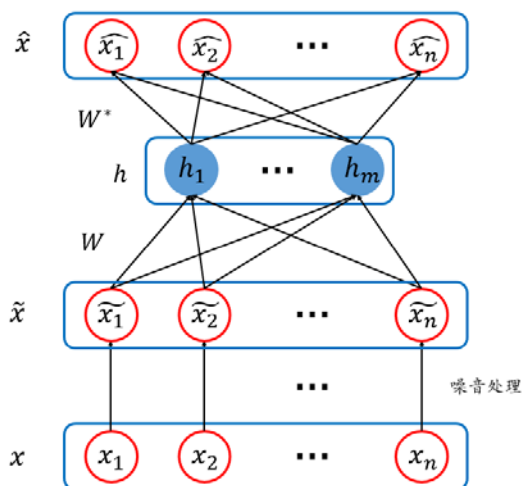 x̂ x̂₁ x̂₂ ⋯ x̂ₙ
W*
h h₁ ⋯ hₘ
W
x̃ x̃₁ x̃₂ ⋯ x̃ₙ
⋯ 噪音处理
x x₁ x₂ ⋯ xₙ